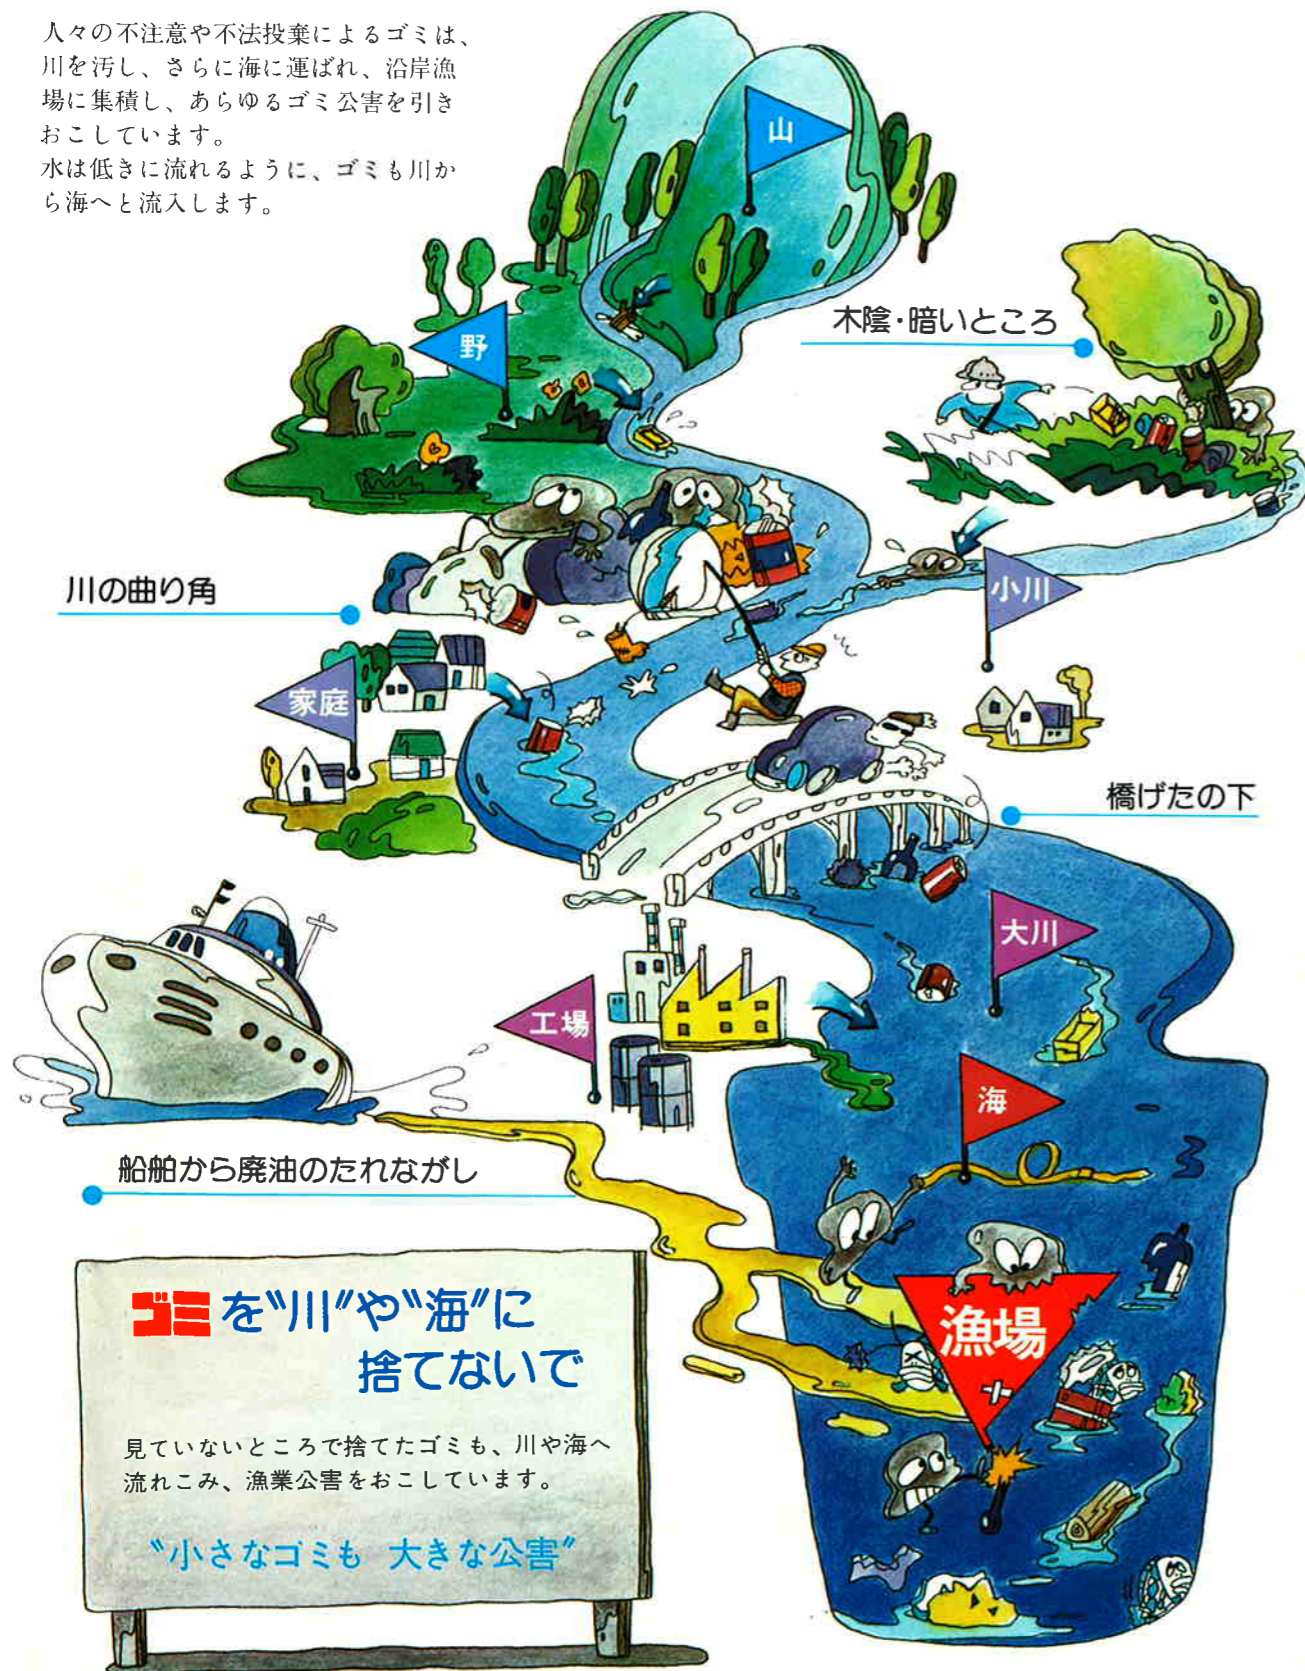 人々の不注意や不法投棄によるゴミは、
川を汚し、さらに海に運ばれ、沿岸漁
場に集積し、あらゆるゴミ公害を引き
おこしています。
水は低きに流れるように、ゴミも川か
ら海へと流入します。
山
木陰・暗いところ
野
川の曲り角
小川
家庭
橋げたの下
大川
工場
海
船舶から廃油のたれながし
漁場
ゴミを〝川〟や〝海〟に
捨てないで
見ていないところで捨てたゴミも、川や海へ
流れこみ、漁業公害をおこしています。
〝小さなゴミも 大きな公害〟